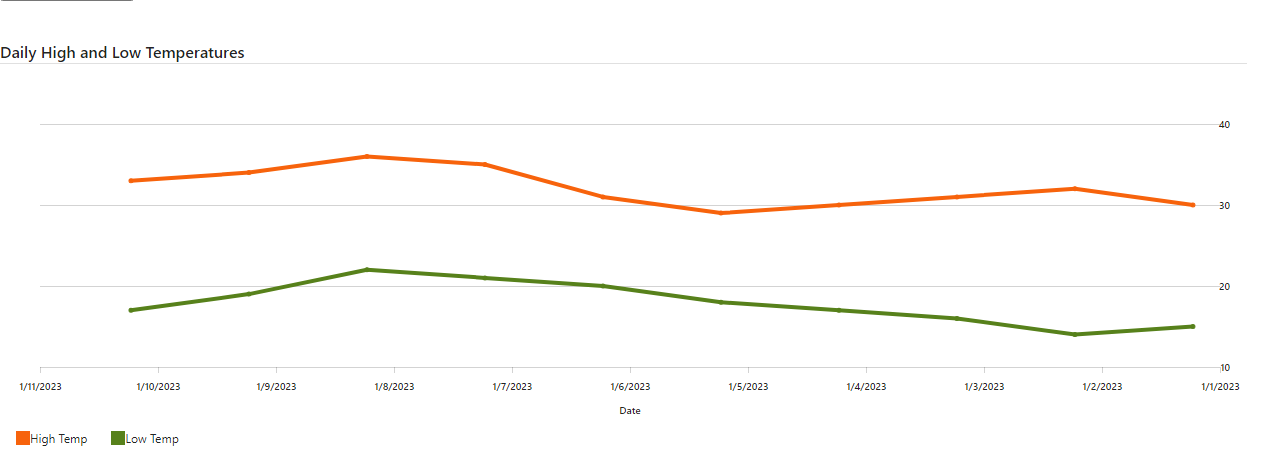 Daily High and Low Temperatures
40
30
20
10
1/11/2023 1/10/2023 1/9/2023 1/8/2023 1/7/2023 1/6/2023 1/5/2023 1/4/2023 1/3/2023 1/2/2023 1/1/2023
Date
High Temp Low Temp